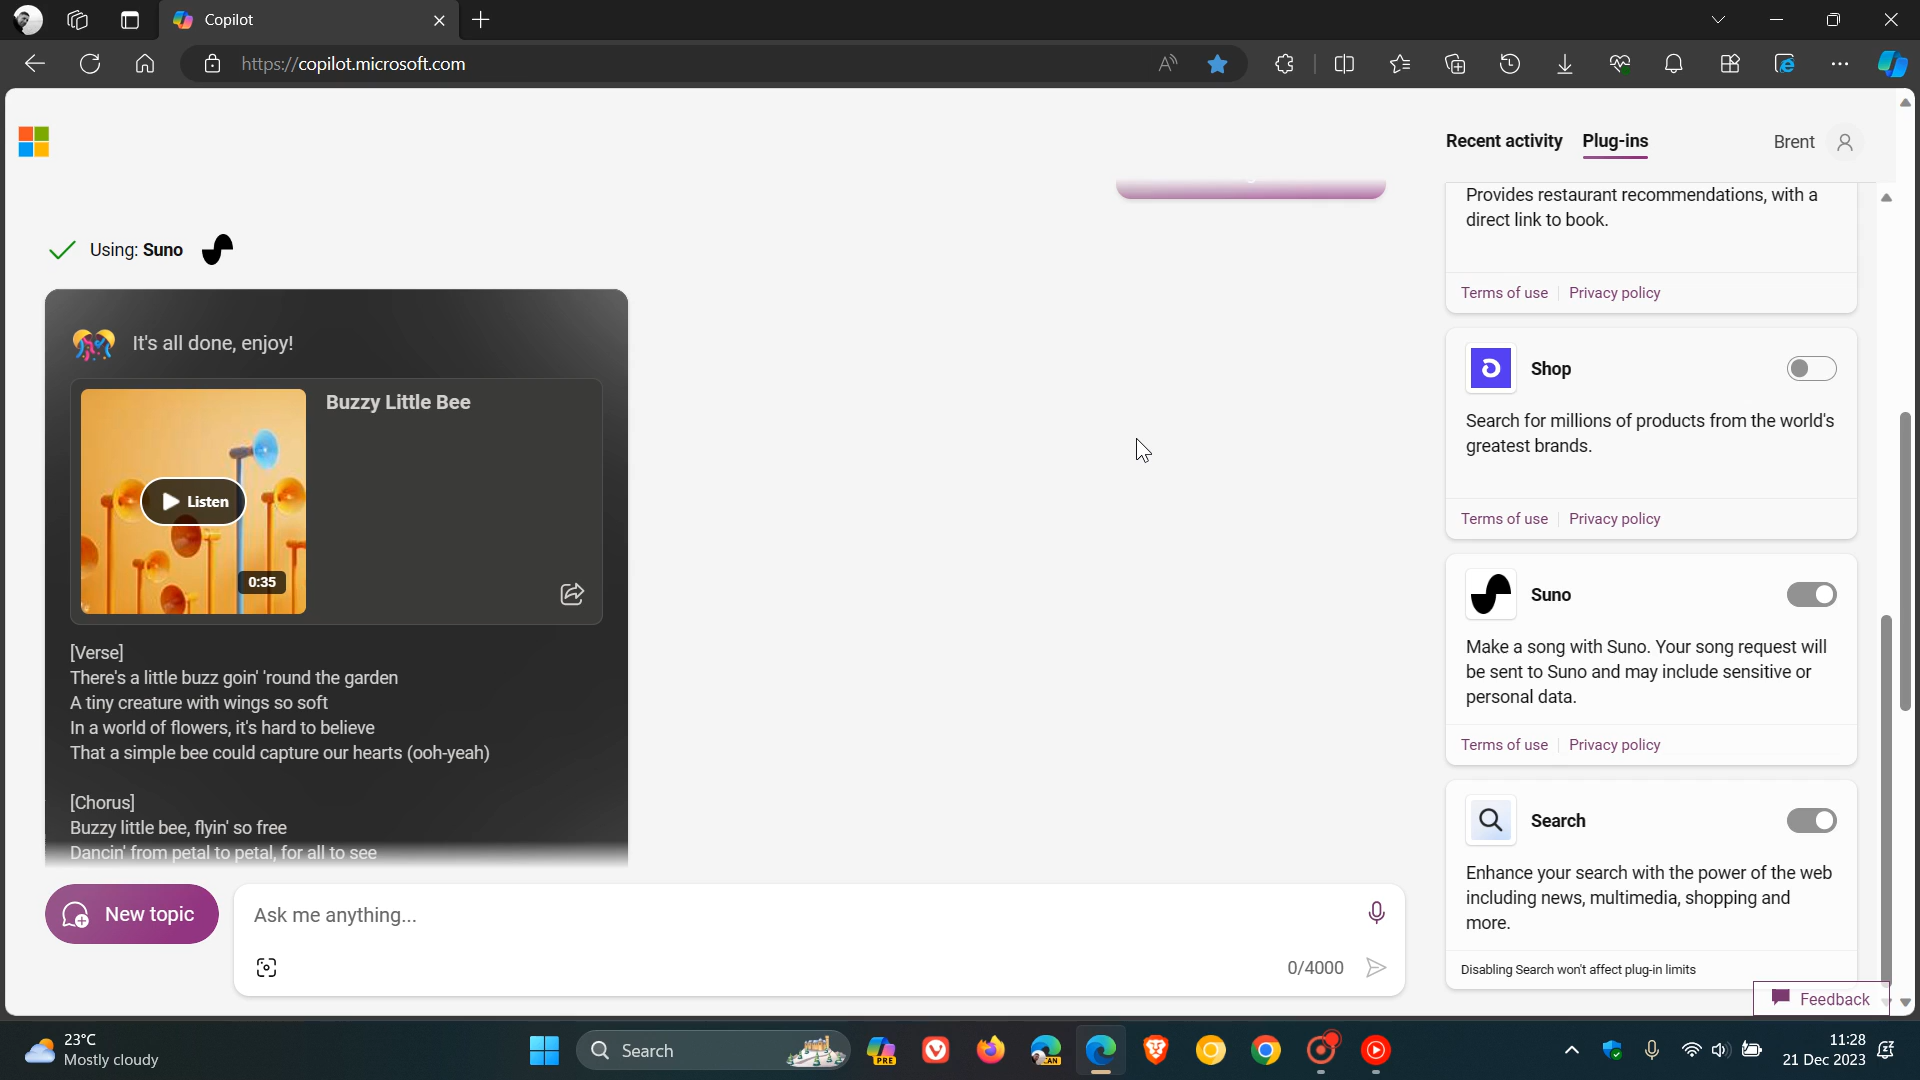 Copilot
https://copilot.microsoft.com
Recent activity
Plug-ins
Brent
Provides restaurant recommendations, with a
direct link to book.
Terms of use
Privacy policy
Using: Suno
It's all done, enjoy!
Buzzy Little Bee
Listen
0:35
[Verse]
There's a little buzz goin' 'round the garden
A tiny creature with wings so soft
In a world of flowers, it's hard to believe
That a simple bee could capture our hearts (ooh-yeah)
[Chorus]
Buzzy little bee, flyin' so free
Dancin' from petal to petal, for all to see
Shop
Search for millions of products from the world's
greatest brands.
Terms of use
Privacy policy
Suno
Make a song with Suno. Your song request will
be sent to Suno and may include sensitive or
personal data.
Terms of use
Privacy policy
Search
Enhance your search with the power of the web
including news, multimedia, shopping and
more.
Disabling Search won't affect plug-in limits
Feedback
New topic
Ask me anything...
0/4000
23°C
Mostly cloudy
Search
PRE
CAN
11:28
21 Dec 2023